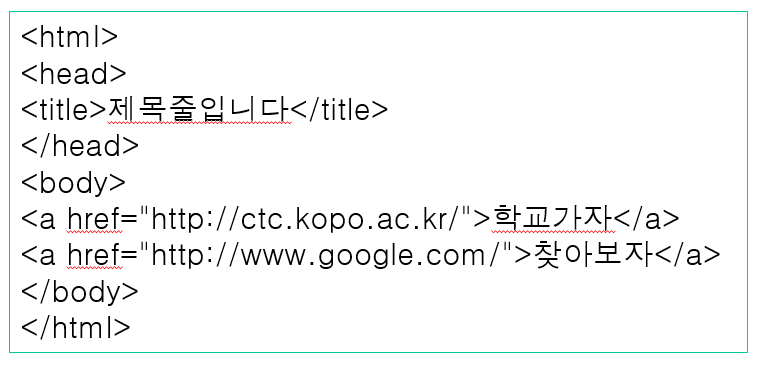 <html>
<head>
<title>제목줄입니다</title>
</head>
<body>
<a href="http://ctc.kopo.ac.kr/">학교가자</a>
<a href="http://www.google.com/">찾아보자</a>
</body>
</html>